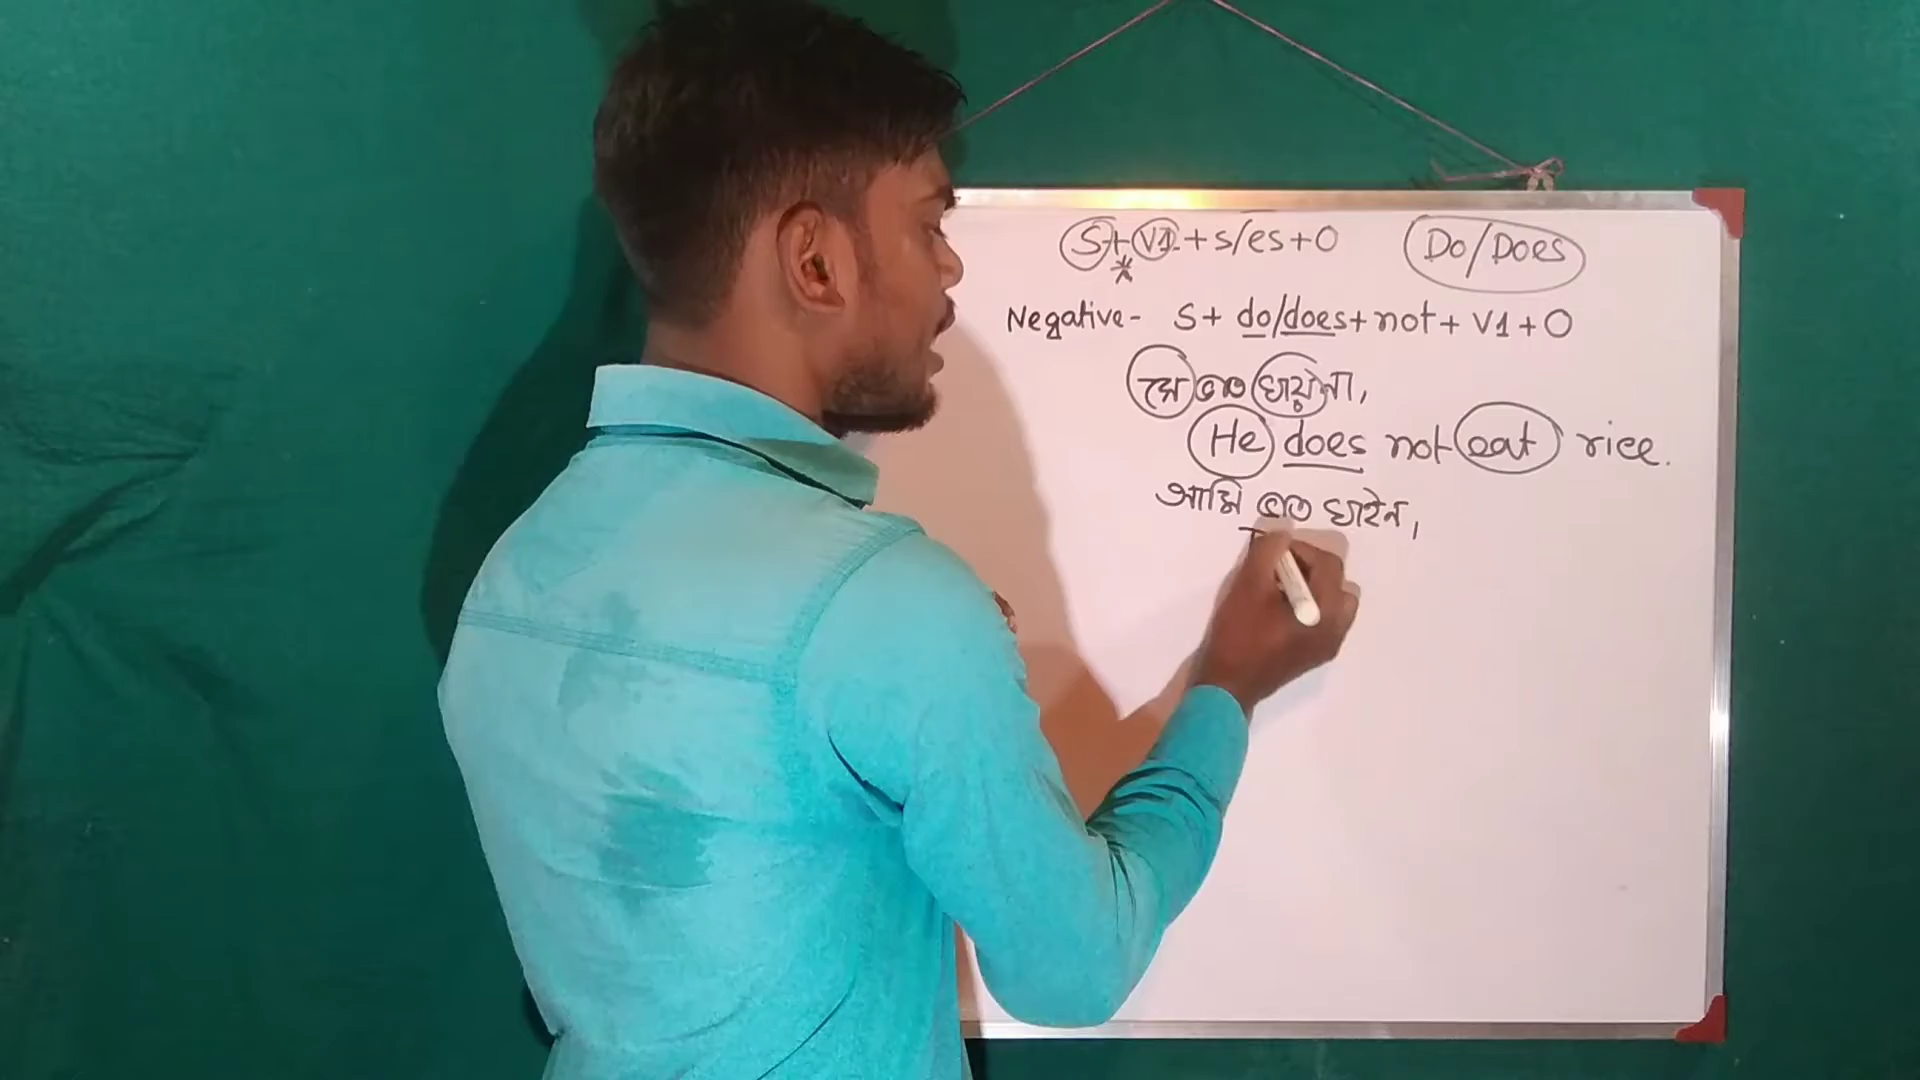 S+V1+s/es+O Do/Does
Negative- S+ do/does+not+V1+O
সে ভাত খায়না,
He does not eat rice.
আমি ভাত খাইন,